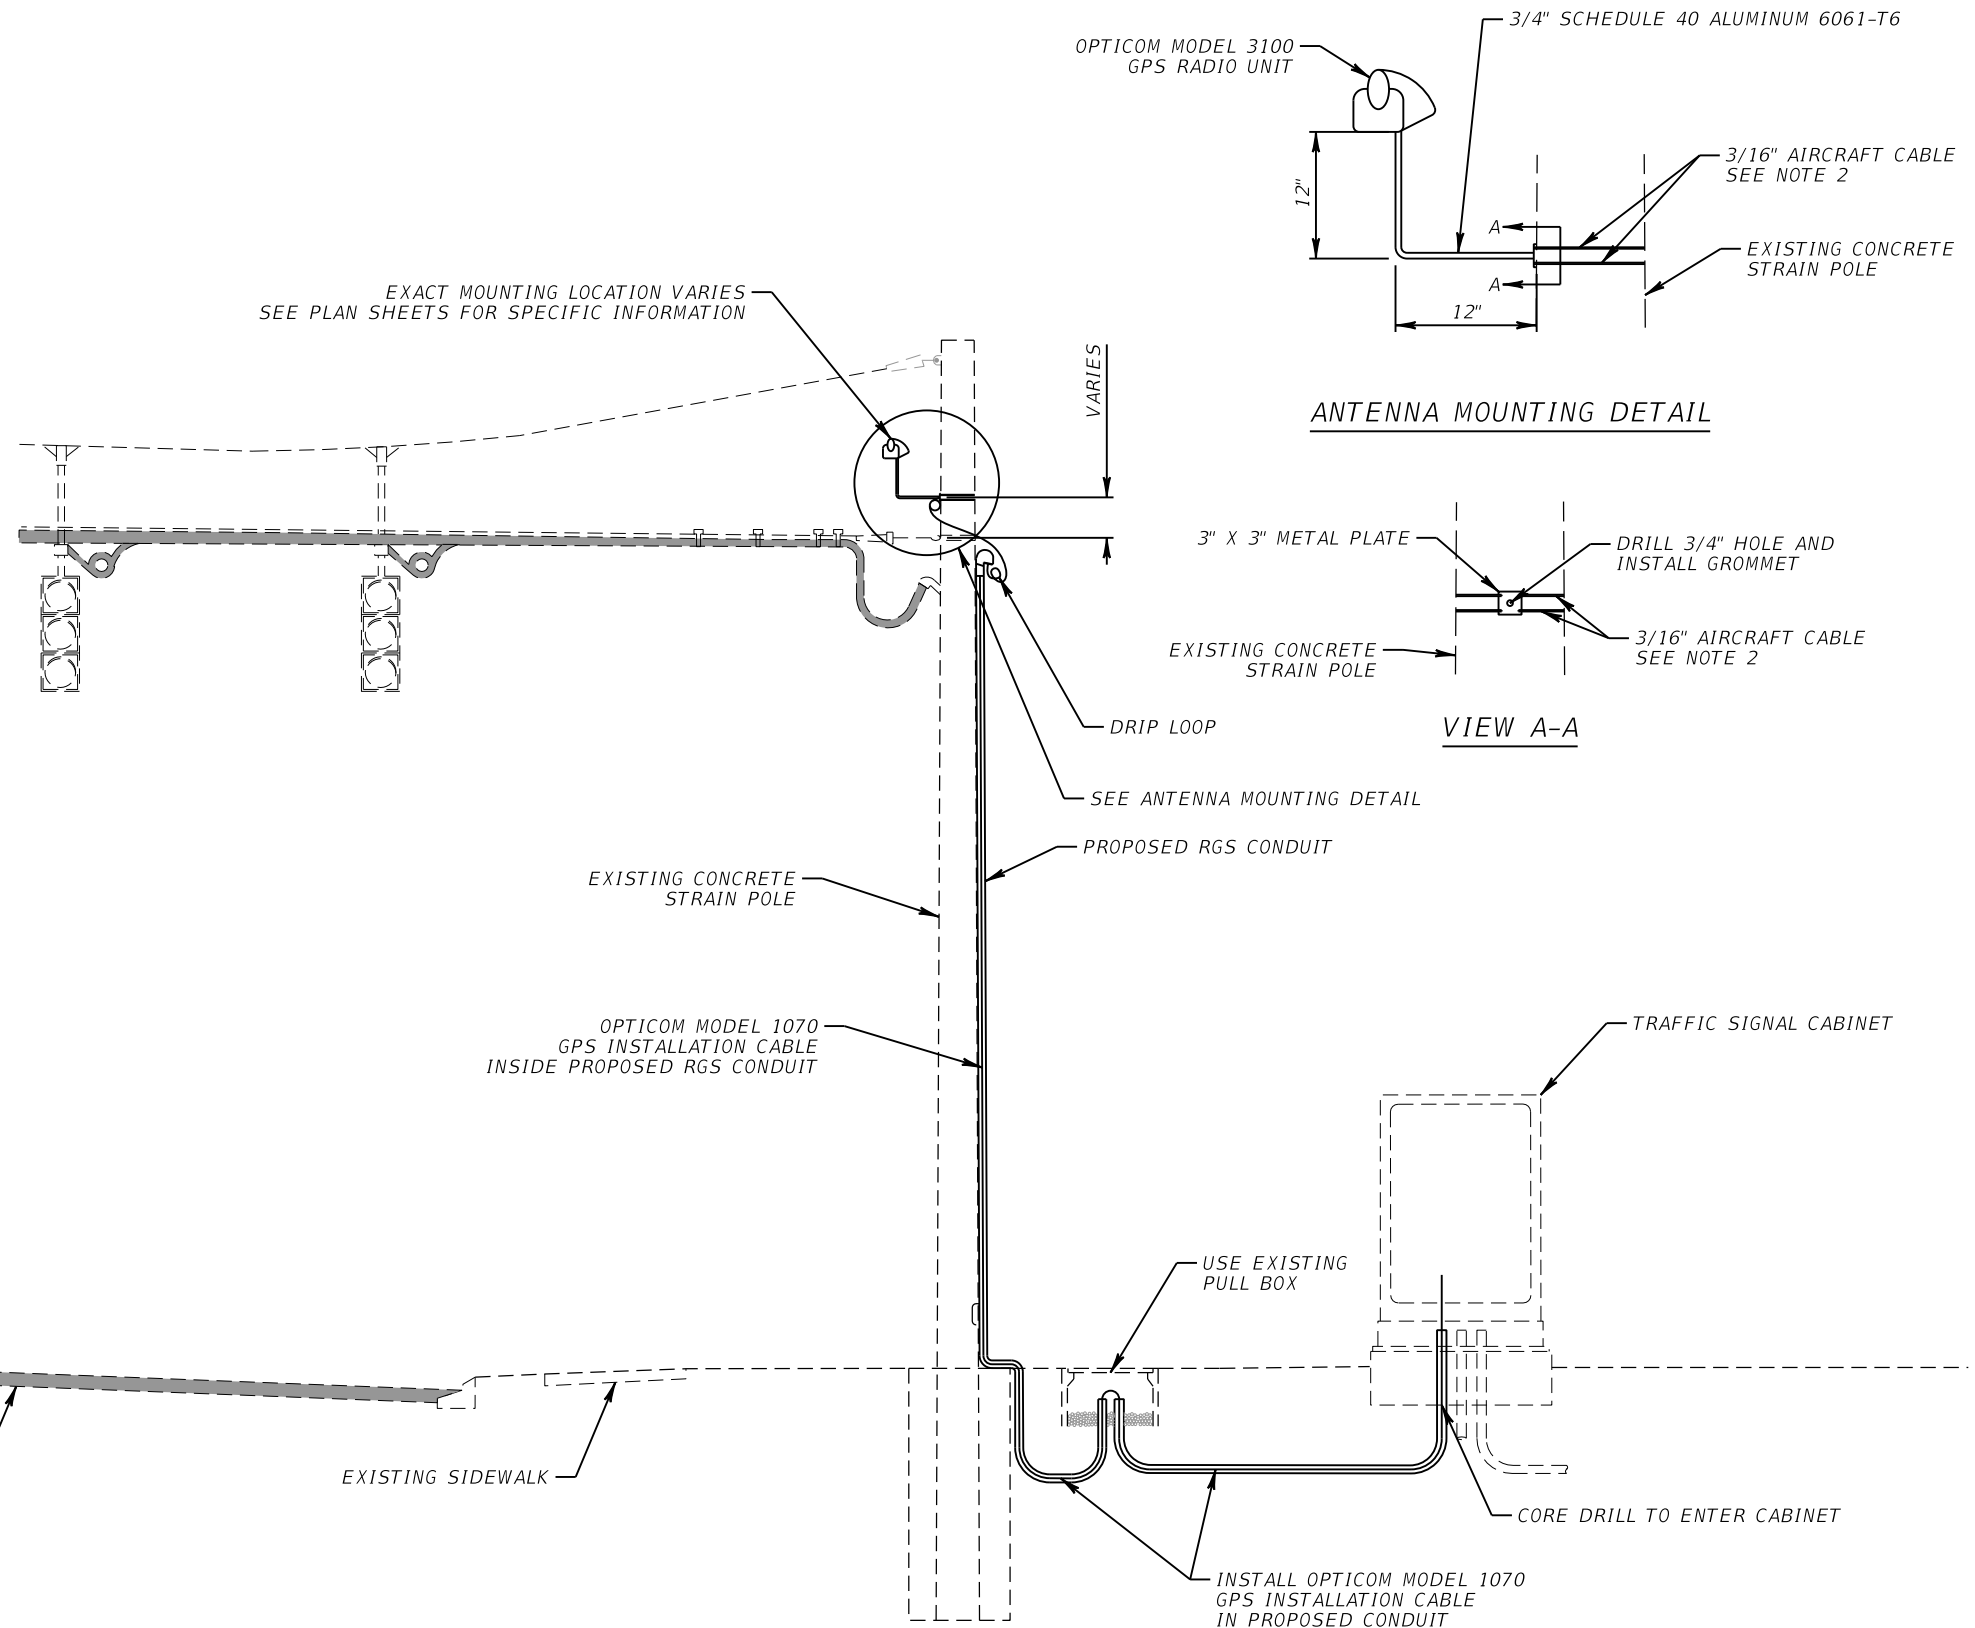 3/4" SCHEDULE 40 ALUMINUM 6061-T6
OPTICOM MODEL 3100
GPS RADIO UNIT
3/16" AIRCRAFT CABLE
SEE NOTE 2
12"
A
EXISTING CONCRETE
STRAIN POLE
A
12"
EXACT MOUNTING LOCATION VARIES
SEE PLAN SHEETS FOR SPECIFIC INFORMATION
VARIES
ANTENNA MOUNTING DETAIL
3" X 3" METAL PLATE
DRILL 3/4" HOLE AND
INSTALL GROMMET
3/16" AIRCRAFT CABLE
SEE NOTE 2
EXISTING CONCRETE
STRAIN POLE
VIEW A-A
DRIP LOOP
SEE ANTENNA MOUNTING DETAIL
PROPOSED RGS CONDUIT
EXISTING CONCRETE
STRAIN POLE
OPTICOM MODEL 1070
GPS INSTALLATION CABLE
INSIDE PROPOSED RGS CONDUIT
TRAFFIC SIGNAL CABINET
USE EXISTING
PULL BOX
EXISTING SIDEWALK
CORE DRILL TO ENTER CABINET
INSTALL OPTICOM MODEL 1070
GPS INSTALLATION CABLE
IN PROPOSED CONDUIT